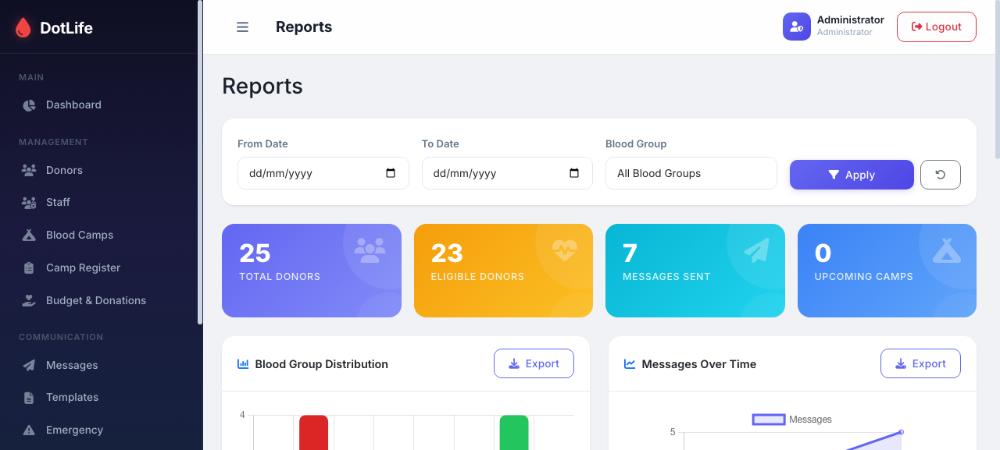 DotLife
MAIN
Dashboard
MANAGEMENT
Donors
Staff
Blood Camps
Camp Register
Budget & Donations
COMMUNICATION
Messages
Templates
Emergency
Reports
Administrator
Administrator
Logout
Reports
From Date
To Date
Blood Group
dd/mm/yyyy
dd/mm/yyyy
All Blood Groups
Apply
25
TOTAL DONORS
23
ELIGIBLE DONORS
7
MESSAGES SENT
0
UPCOMING CAMPS
Blood Group Distribution
Export
4
Messages Over Time
Export
Messages
5